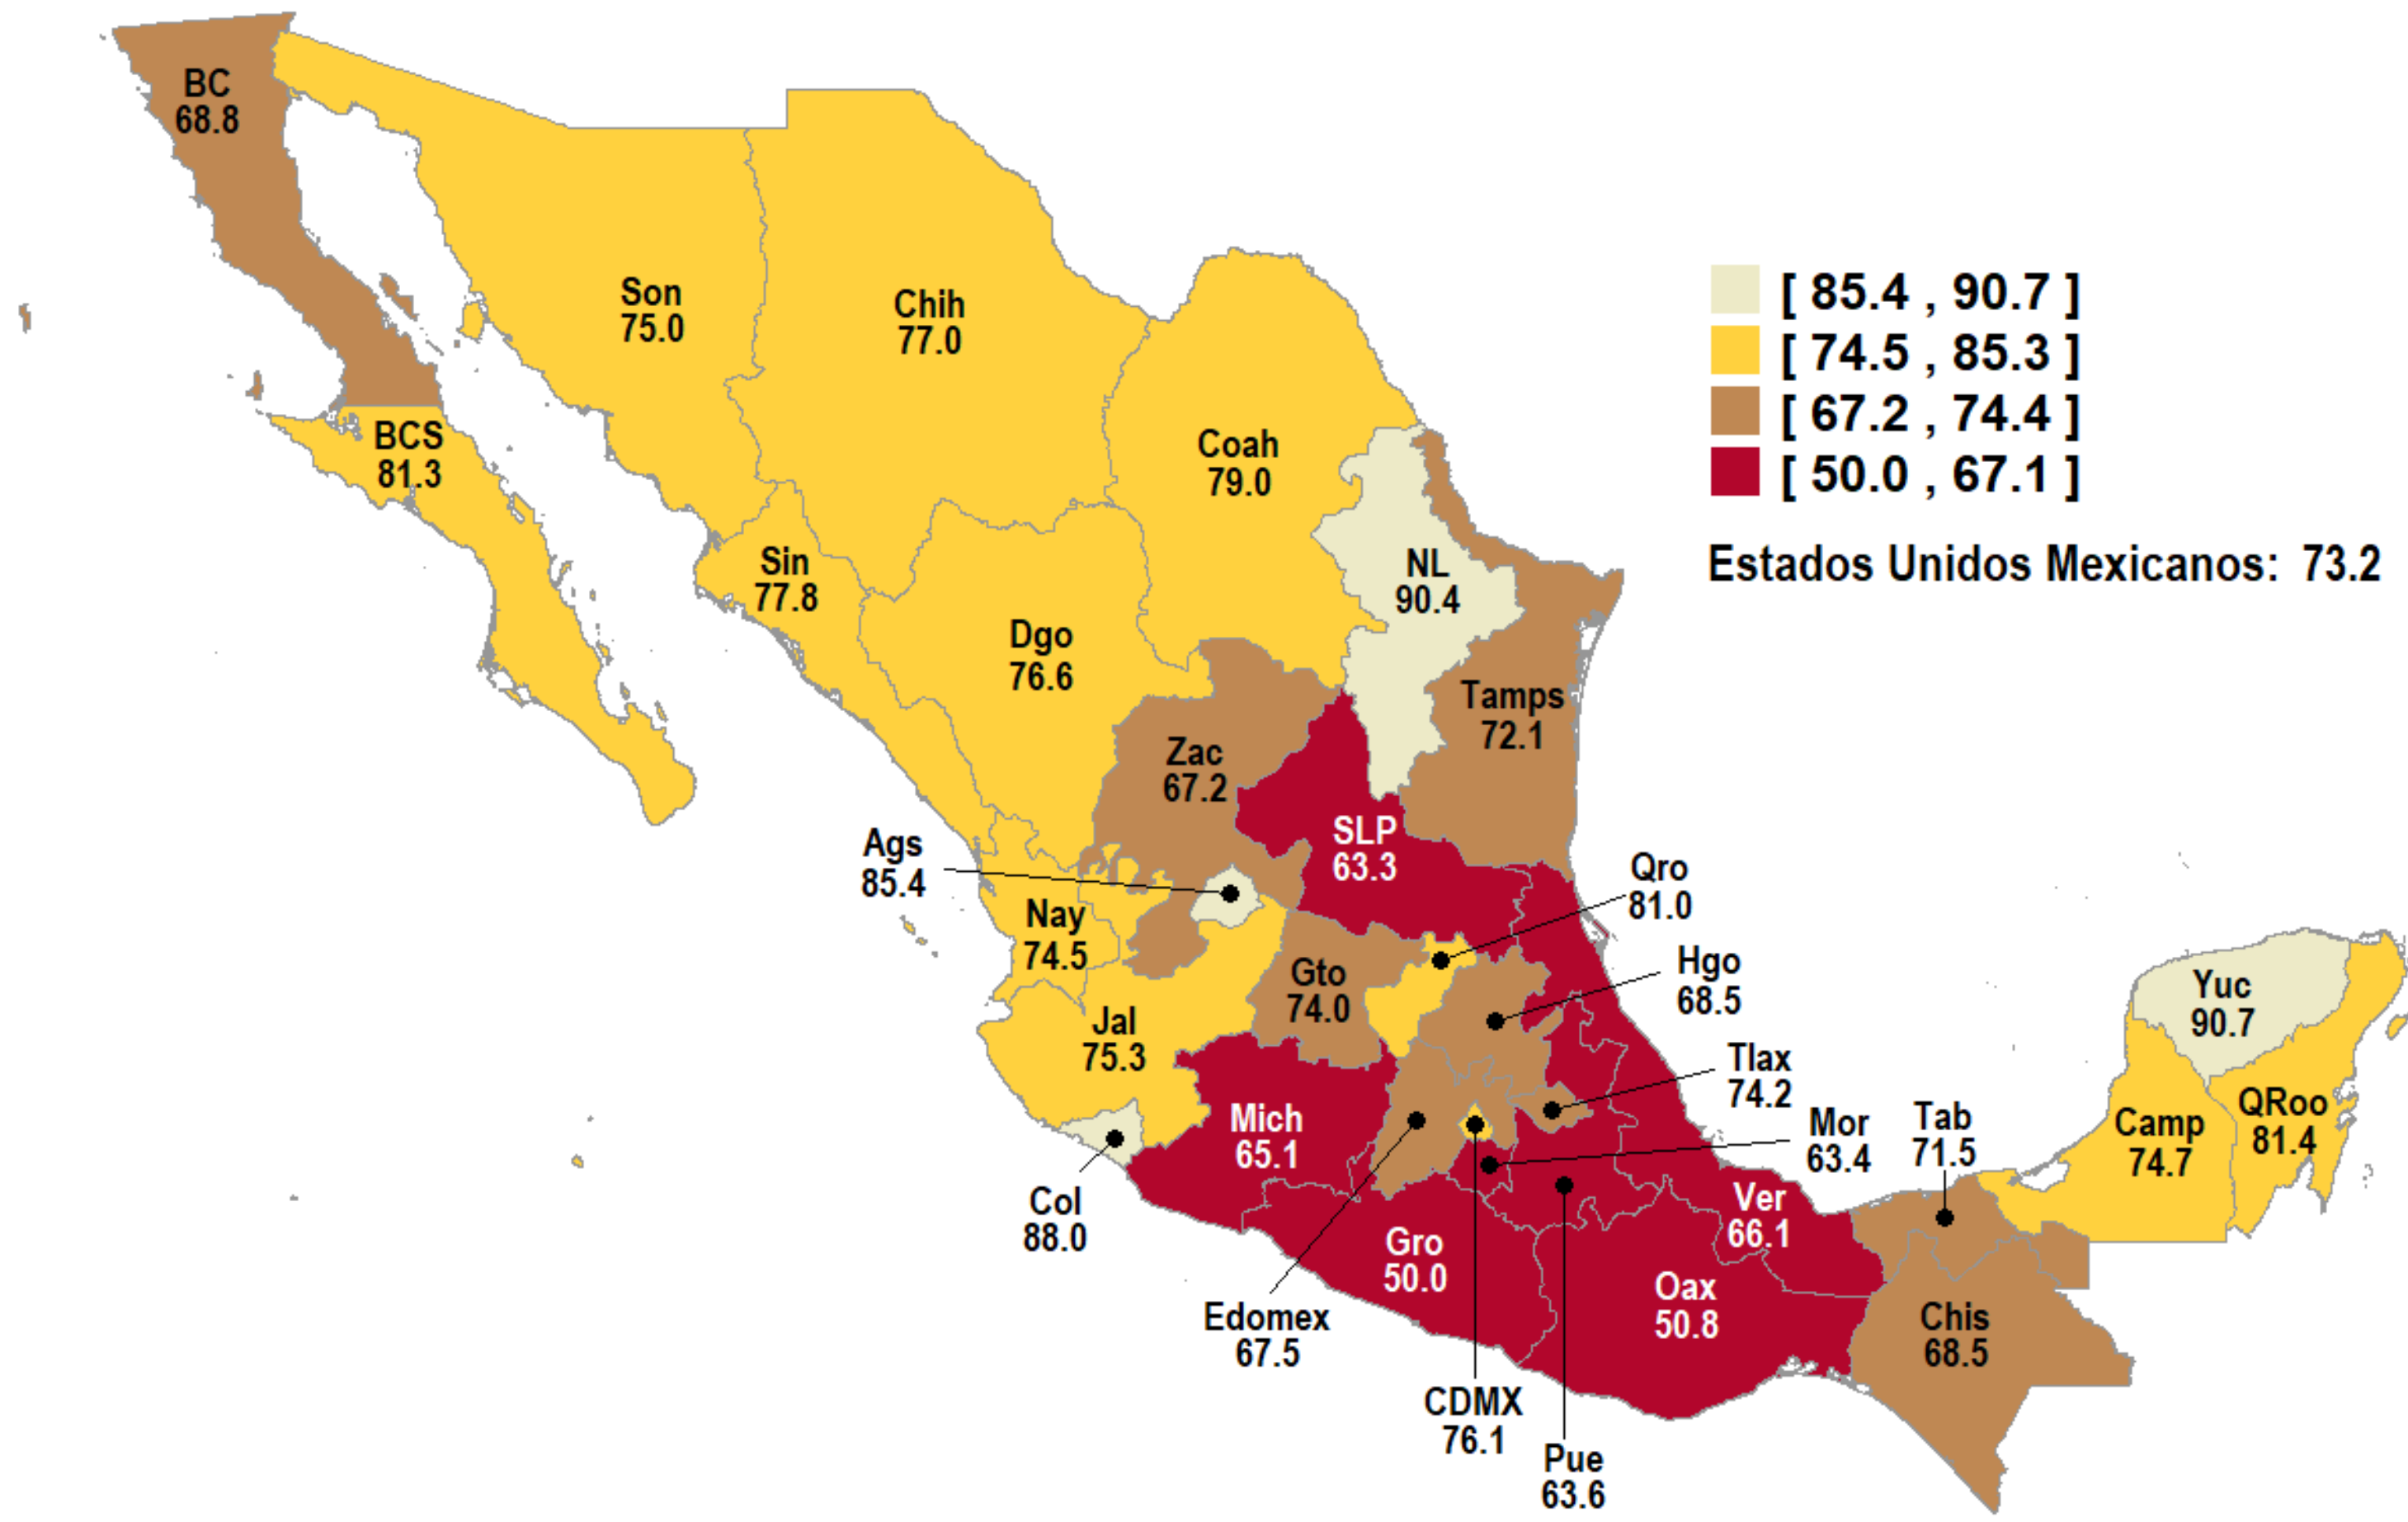 BC
68.8
BCS
81.3
Son
75.0
Chih
77.0
Coah
79.0
Sin
77.8
Dgo
76.6
NL
90.4
Tamps
72.1
[ 85.4 , 90.7 ]
[ 74.5 , 85.3 ]
[ 67.2 , 74.4 ]
[ 50.0 , 67.1 ]
Estados Unidos Mexicanos: 73.2
Zac
67.2
SLP
63.3
Ags
85.4
Nay
74.5
Jal
75.3
Gto
74.0
Qro
81.0
Hgo
68.5
Tlax
74.2
Mor
63.4
Tab
71.5
Yuc
90.7
QRoo
81.4
Camp
74.7
Col
88.0
Mich
65.1
Edomex
67.5
Gro
50.0
CDMX
76.1
Pue
63.6
Ver
66.1
Oax
50.8
Chis
68.5